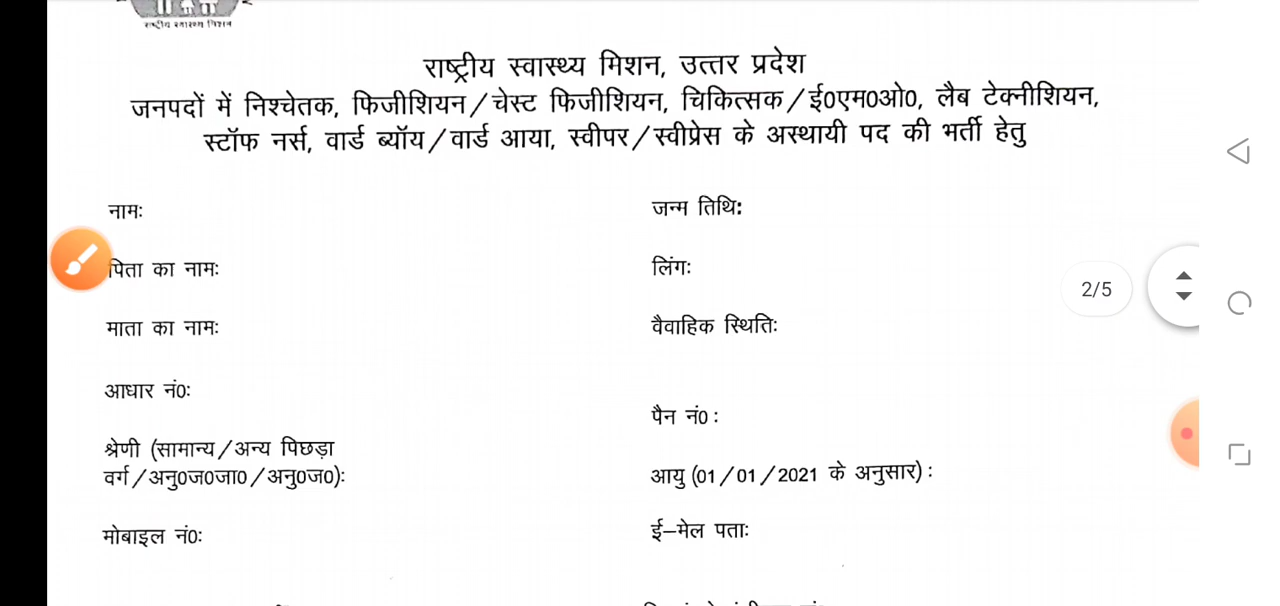 राष्ट्रीय स्वास्थ्य मिशन
राष्ट्रीय स्वास्थ्य मिशन, उत्तर प्रदेश
जनपदों में निश्चेतक, फिजीशियन/चेस्ट फिजीशियन, चिकित्सक/ई0एम0ओ0, लैब टेक्नीशियन,
स्टॉफ नर्स, वार्ड ब्यॉय/वार्ड आया, स्वीपर/स्वीप्रेस के अस्थायी पद की भर्ती हेतु
नामः
जन्म तिथि:
पिता का नामः
लिंगः
2/5
माता का नामः
वैवाहिक स्थितिः
आधार नं0ः
पैन नं0 :
श्रेणी (सामान्य/अन्य पिछड़ा
वर्ग/अनु0ज0जा0/अनु0ज0)ः
आयु (01/01/2021 के अनुसार) :
मोबाइल नं0ः
ई–मेल पताः